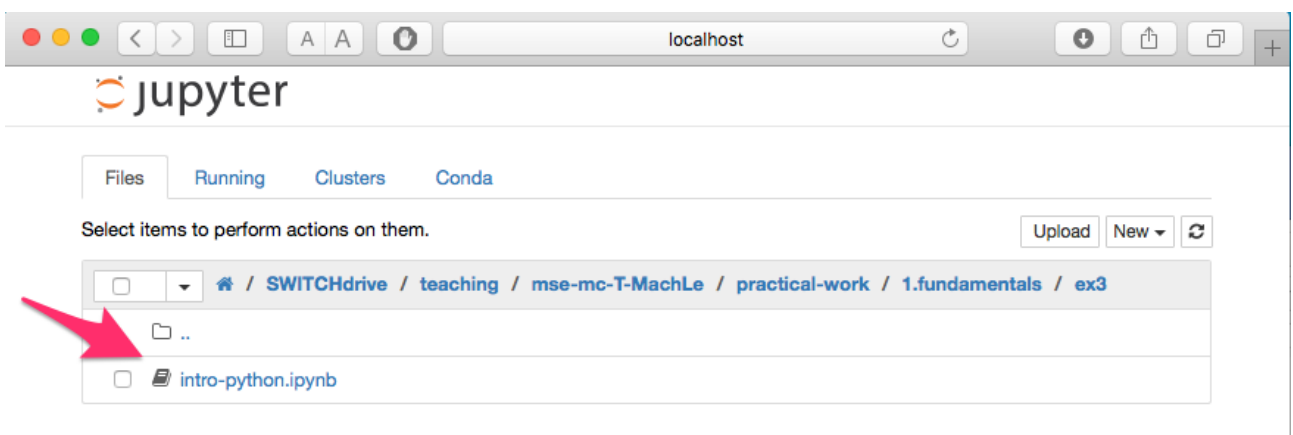 A A localhost
jupyter
Files Running Clusters Conda
Select items to perform actions on them. Upload New
/ SWITCHdrive / teaching / mse-mc-T-MachLe / practical-work / 1.fundamentals / ex3
..
intro-python.ipynb